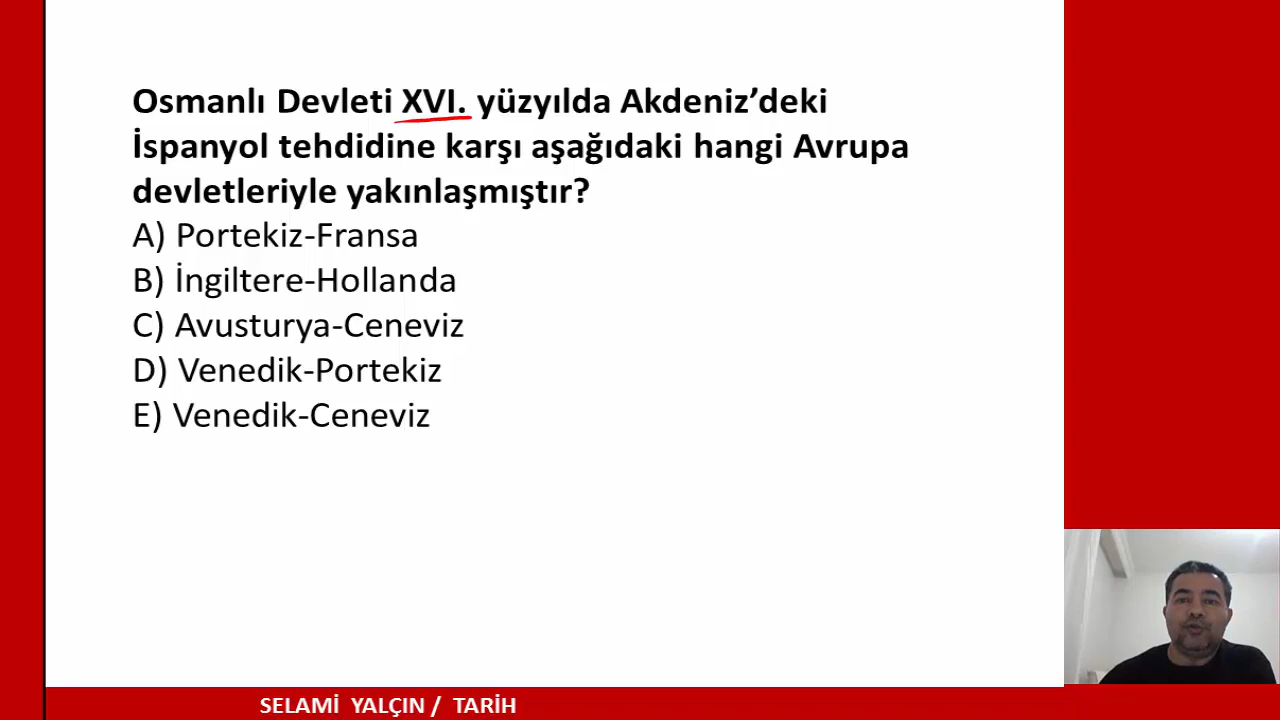 Osmanlı Devleti XVI. yüzyılda Akdeniz’deki
İspanyol tehdidine karşı aşağıdaki hangi Avrupa
devletleriyle yakınlaşmıştır?
A) Portekiz-Fransa
B) İngiltere-Hollanda
C) Avusturya-Ceneviz
D) Venedik-Portekiz
E) Venedik-Ceneviz
SELAMİ YALÇIN / TARİH